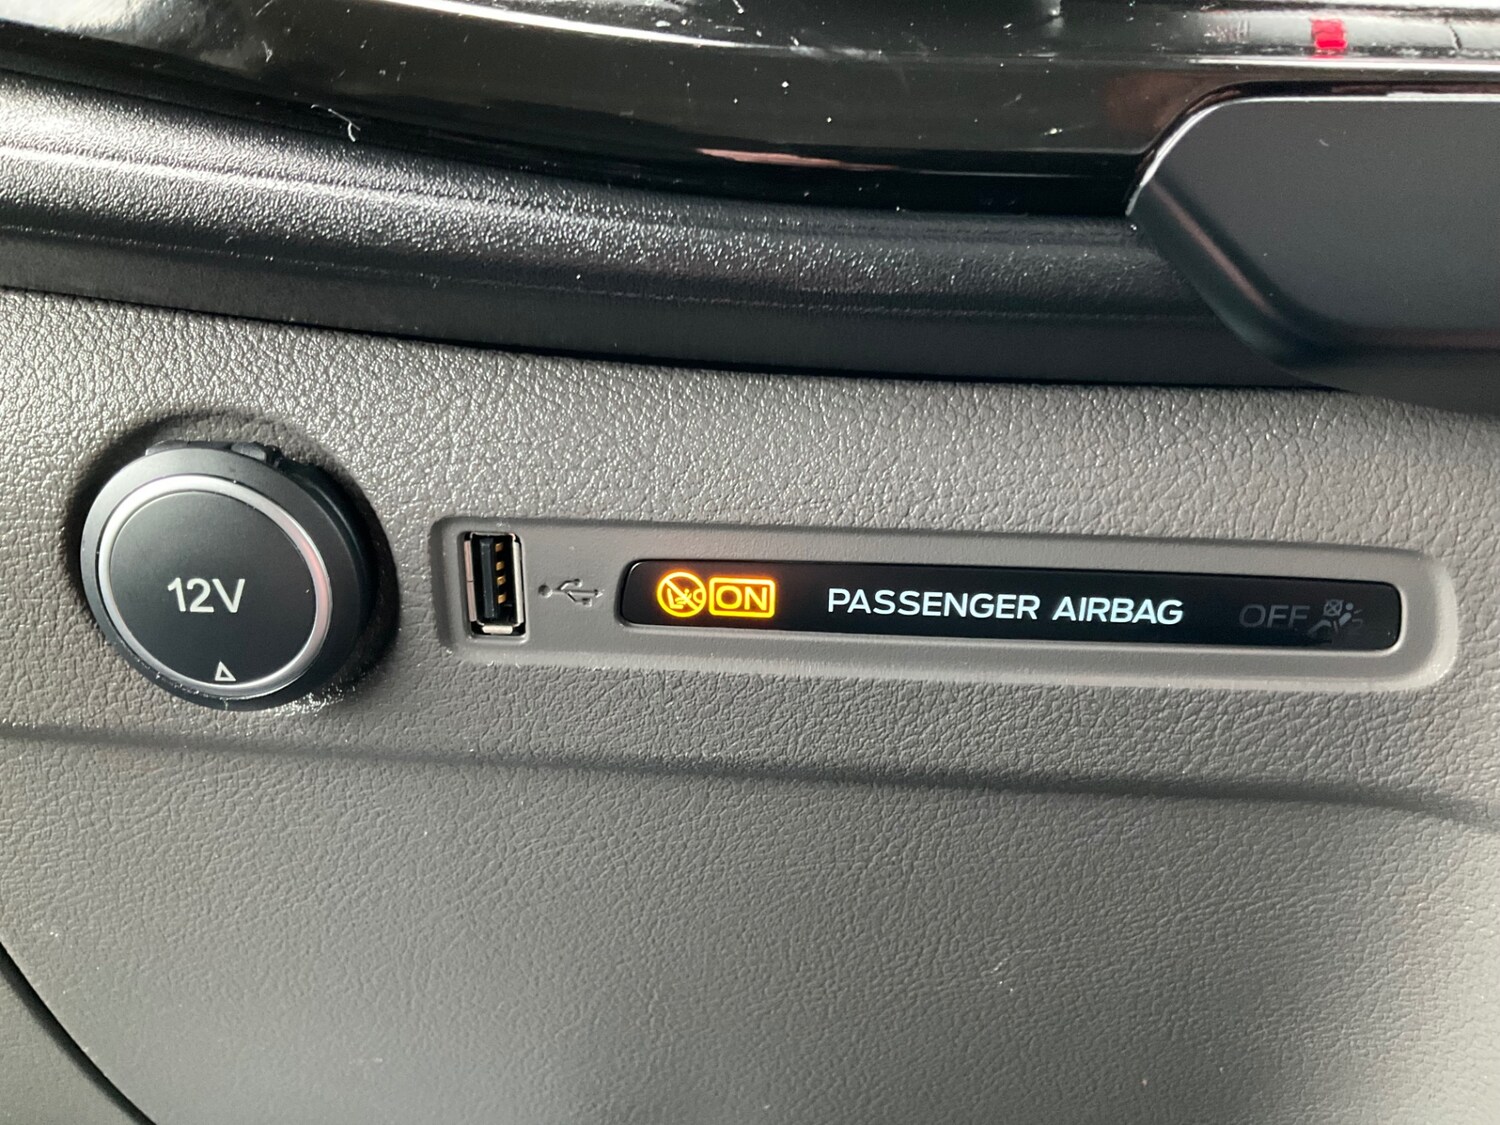 12V
ON PASSENGER AIRBAG OFF